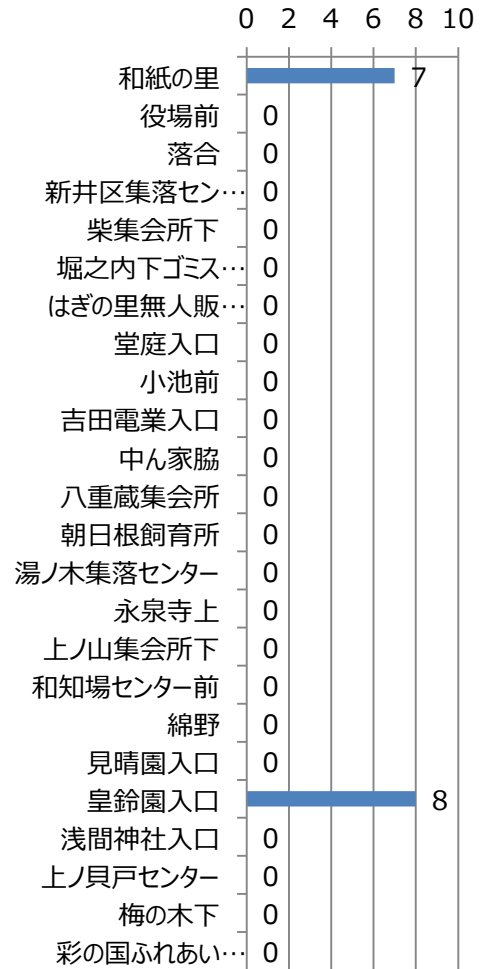 0 2 4 6 8 10
和紙の里 7
役場前 0
落合 0
新井区集落セン… 0
柴集会所下 0
堀之内下ゴミス… 0
はぎの里無人販… 0
堂庭入口 0
小池前 0
吉田電業入口 0
中ん家脇 0
八重蔵集会所 0
朝日根飼育所 0
湯ノ木集落センター 0
永泉寺上 0
上ノ山集会所下 0
和知場センター前 0
綿野 0
見晴園入口 0
皇鈴園入口 8
浅間神社入口 0
上ノ貝戸センター 0
梅の木下 0
彩の国ふれあい… 0